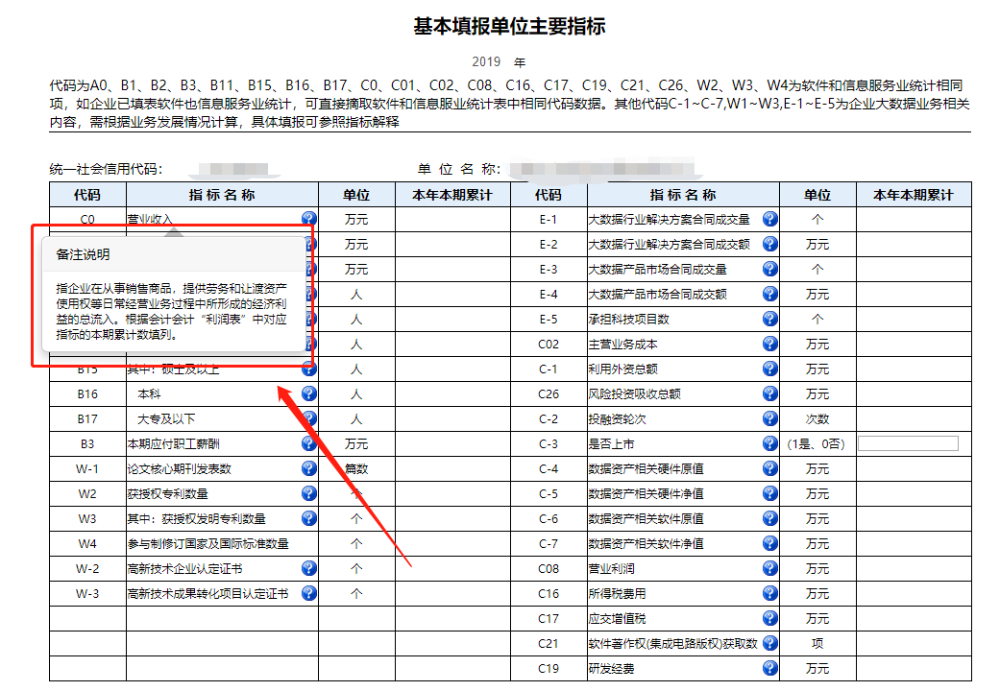 基本填报单位主要指标
2019 年
代码为A0、B1、B2、B3、B11、B15、B16、B17、C0、C01、C02、C08、C16、C17、C19、C21、C26、W2、W3、W4为软件和信息服务业统计相同
项，如企业已填表软件也信息服务业统计，可直接摘取软件和信息服业统计表中相同代码数据。其他代码C-1~C-7,W1~W3,E-1~E-5为企业大数据业务相关
内容，需根据业务发展情况计算，具体填报可参照指标解释
统一社会信用代码： 单 位 名 称：
代码 指 标 名 称 单位 本年本期累计 代码 指 标 名 称 单位 本年本期累计
C0 营业收入 万元 E-1 大数据行业解决方案合同成交量 个
万元 E-2 大数据行业解决方案合同成交额 万元
备注说明
万元 E-3 大数据产品市场合同成交量 个
指企业在从事销售商品，提供劳务和让渡资产
使用权等日常经营业务过程中所形成的经济利
益的总流入。根据会计会计“利润表”中对应
指标的本期累计数填列。
人 E-4 大数据产品市场合同成交额 万元
人 E-5 承担科技项目数 个
人 C02 主营业务成本 万元
B15 其中：硕士及以上 人 C-1 利用外资总额 万元
B16 本科 人 C26 风险投资吸收总额 万元
B17 大专及以下 人 C-2 投融资轮次 次数
B3 本期应付职工薪酬 万元 C-3 是否上市 (1是、0否)
W-1 论文核心期刊发表数 篇数 C-4 数据资产相关硬件原值 万元
W2 获授权专利数量 个 C-5 数据资产相关硬件净值 万元
W3 其中：获授权发明专利数量 个 C-6 数据资产相关软件原值 万元
W4 参与制修订国家及国际标准数量 个 C-7 数据资产相关软件净值 万元
W-2 高新技术企业认定证书 个 C08 营业利润 万元
W-3 高新技术成果转化项目认定证书 个 C16 所得税费用 万元
C17 应交增值税 万元
C21 软件著作权(集成电路版权)获取数 项
C19 研发经费 万元